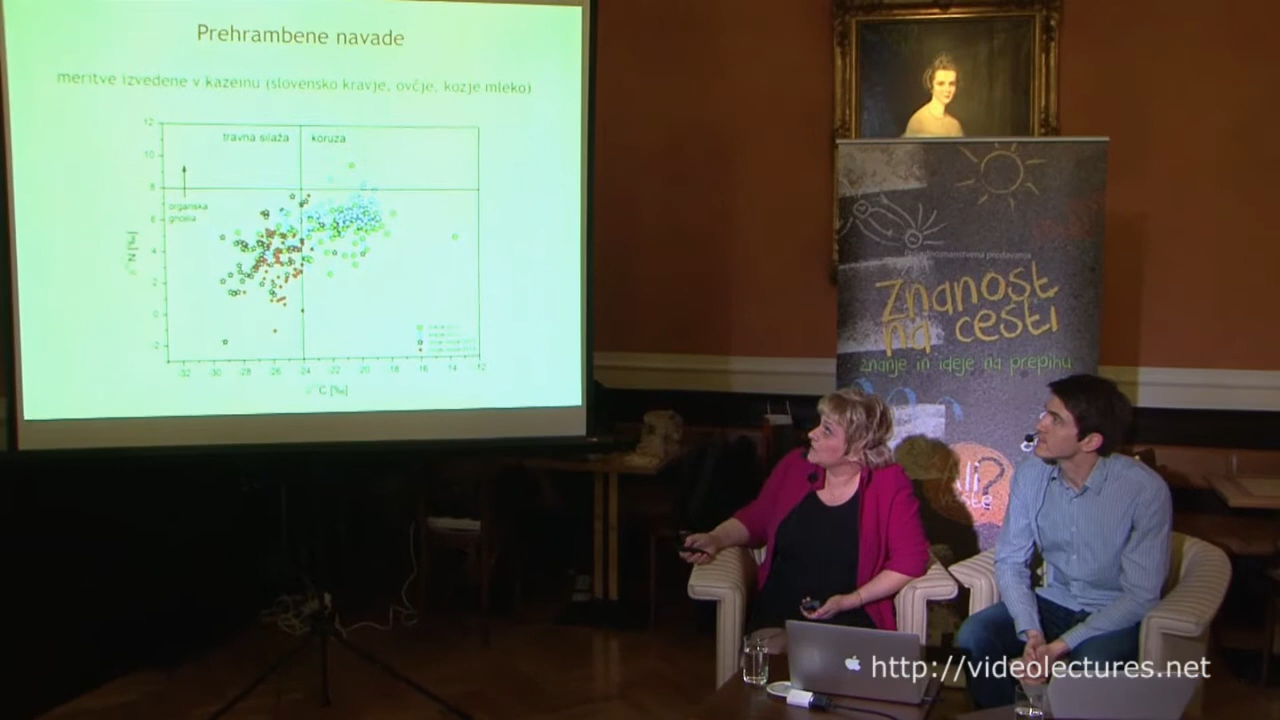 Prehrambene navade
meritve izvedene v kazeinu (slovensko kravje, ovčje, kozje mleko)
travna silaža
koruza
organska
gnojila
12
10
8
6
4
2
0
-2
-32 -30 -28 -26 -24 -22 -20 -18 -16 -14 -12
C [‰]
N [‰]
Znanost
na cesti
znanje in ideje na prepihu
http://videolectures.net